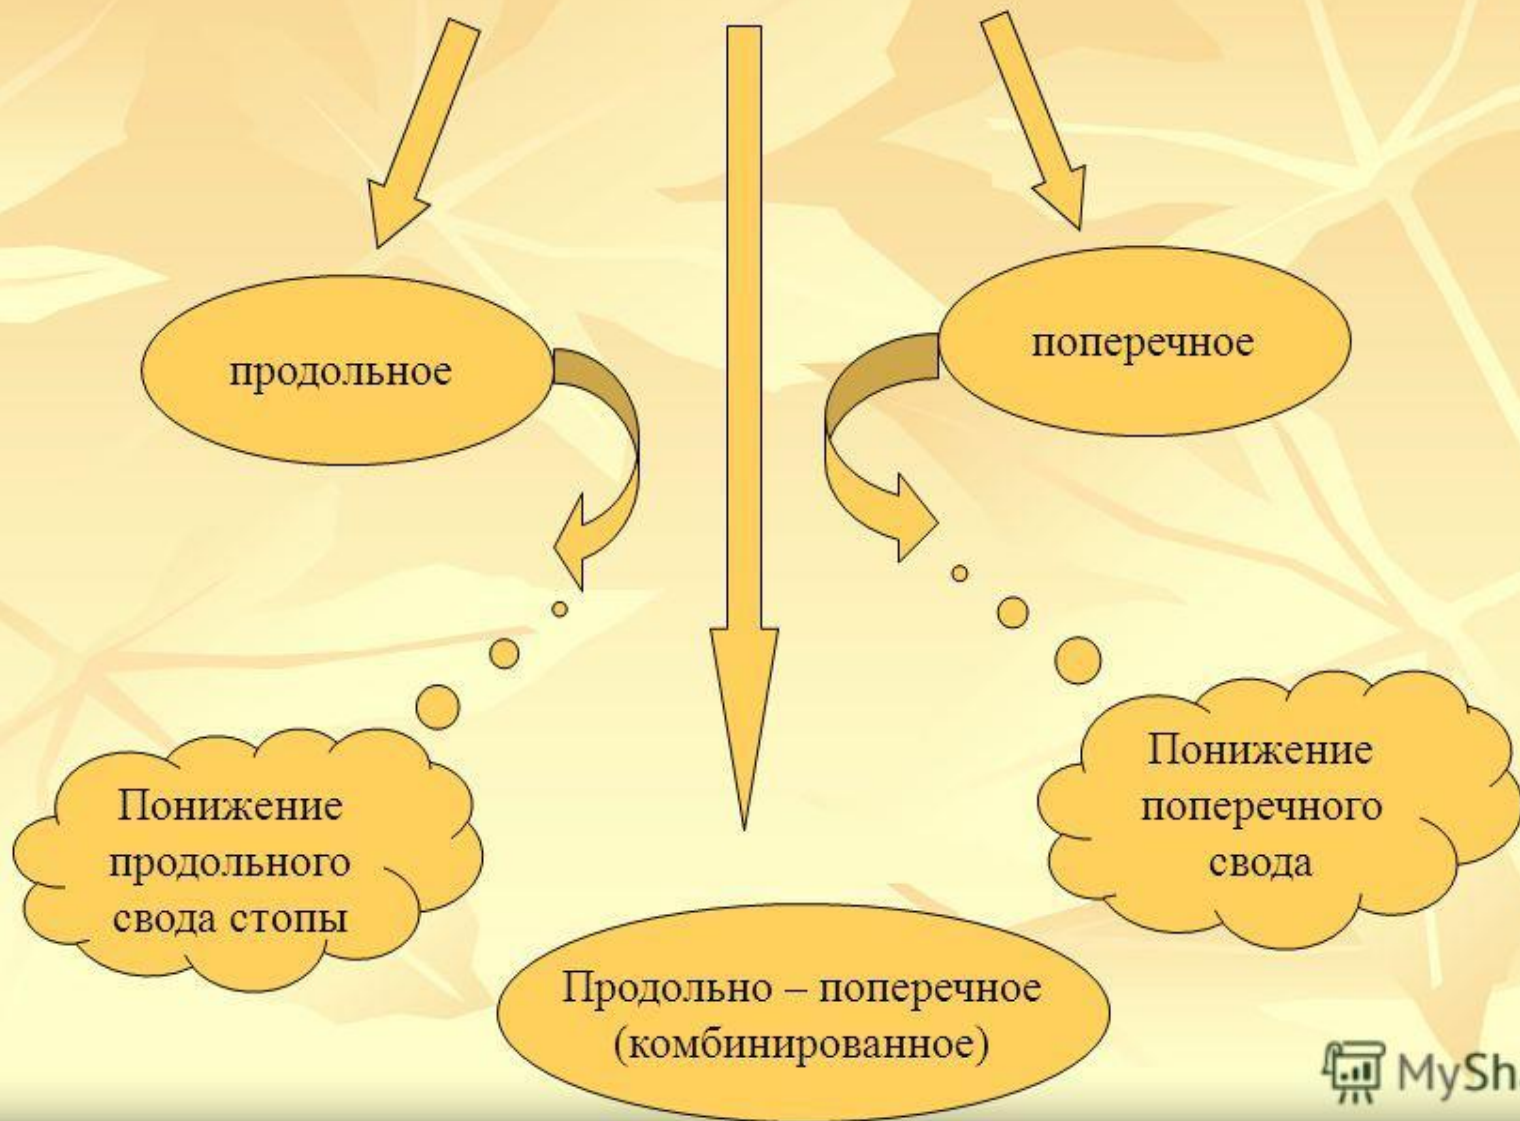 продольное
поперечное
Понижение
продольного
свода стопы
Понижение
поперечного
свода
Продольно – поперечное
(комбинированное)
MySh